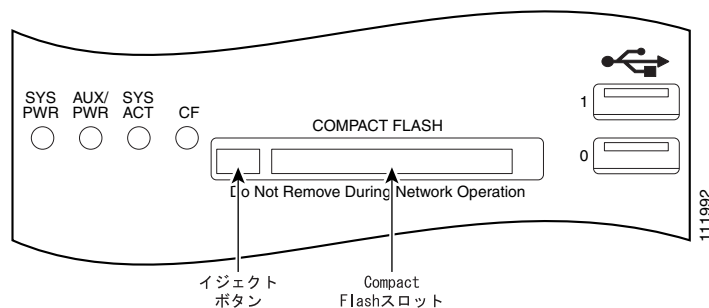 SYS
PWR
AUX/
PWR
SYS
ACT
CF
COMPACT FLASH
1
0
Do Not Remove During Network Operation
111992
イジェクト
ボタン
Compact
Flashスロット